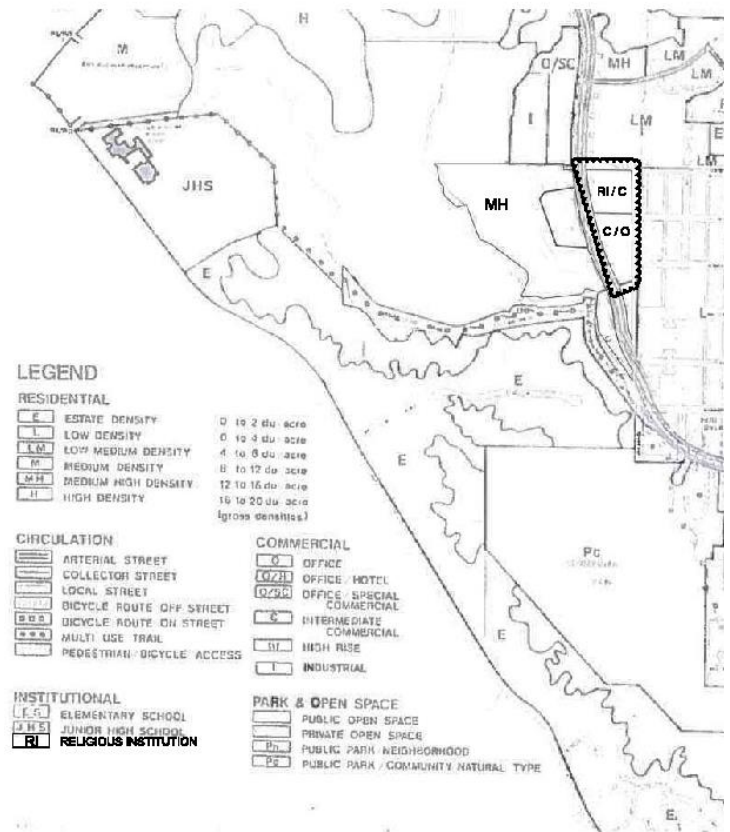 H
M
O/SC
MH
LM
LM
I
LM
E
LM
JHS
MH
RI/C
C/O
E
L
E
E
Pc
E
E
LEGEND
RESIDENTIAL
E ESTATE DENSITY 0 to 2 du/acre
L LOW DENSITY 0 to 4 du/acre
LM LOW MEDIUM DENSITY 4 to 8 du/acre
M MEDIUM DENSITY 8 to 12 du/acre
MH MEDIUM HIGH DENSITY 12 to 16 du/acre
H HIGH DENSITY 16 to 20 du/acre
(gross densities)
CIRCULATION
ARTERIAL STREET
COLLECTOR STREET
LOCAL STREET
BICYCLE ROUTE OFF STREET
BICYCLE ROUTE ON STREET
MULTI USE TRAIL
PEDESTRIAN/BICYCLE ACCESS
COMMERCIAL
O OFFICE
O/H OFFICE/HOTEL
O/SC OFFICE/SPECIAL
COMMERCIAL
C INTERMEDIATE
COMMERCIAL
HIGH RISE
I INDUSTRIAL
INSTITUTIONAL
ES ELEMENTARY SCHOOL
JHS JUNIOR HIGH SCHOOL
RI RELIGIOUS INSTITUTION
PARK & OPEN SPACE
PUBLIC OPEN SPACE
PRIVATE OPEN SPACE
Pn PUBLIC PARK/NEIGHBORHOOD
Pc PUBLIC PARK/COMMUNITY NATURAL TYPE